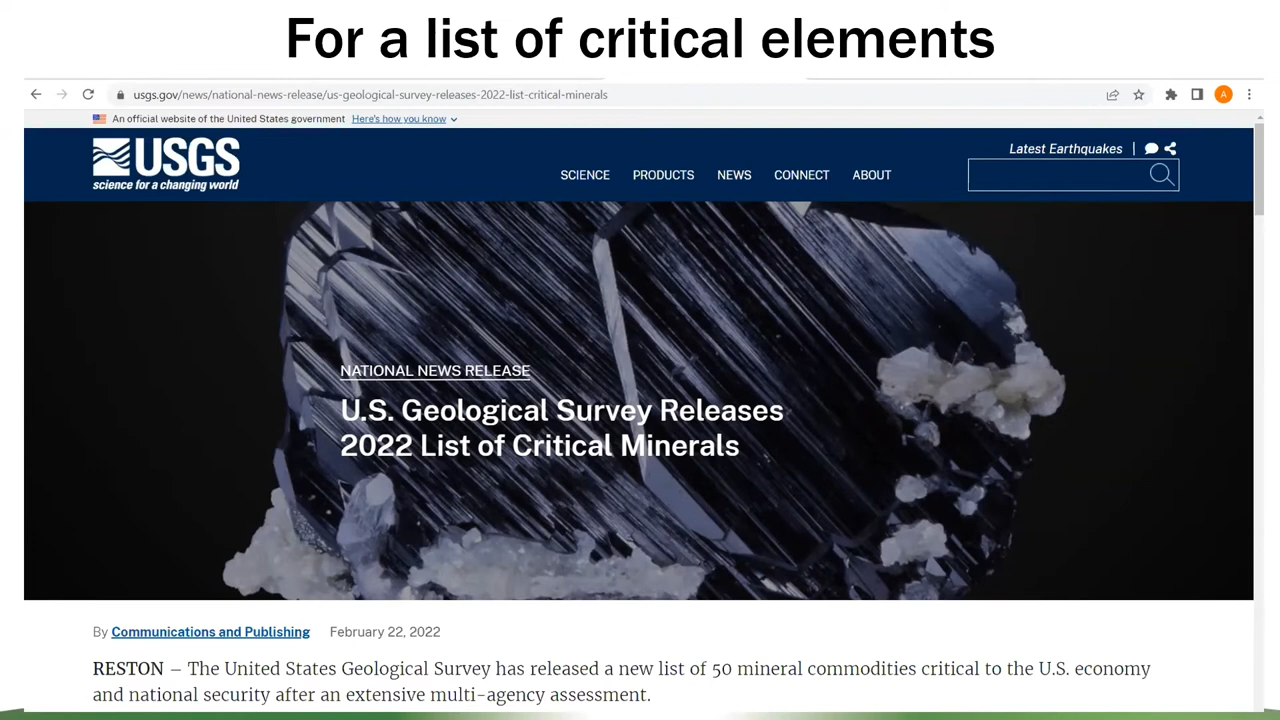 For a list of critical elements
usgs.gov/news/national-news-release/us-geological-survey-releases-2022-list-critical-minerals
A
An official website of the United States government Here's how you know
USGS
science for a changing world
Latest Earthquakes
SCIENCE PRODUCTS NEWS CONNECT ABOUT
NATIONAL NEWS RELEASE
U.S. Geological Survey Releases
2022 List of Critical Minerals
By Communications and Publishing February 22, 2022
RESTON – The United States Geological Survey has released a new list of 50 mineral commodities critical to the U.S. economy
and national security after an extensive multi-agency assessment.